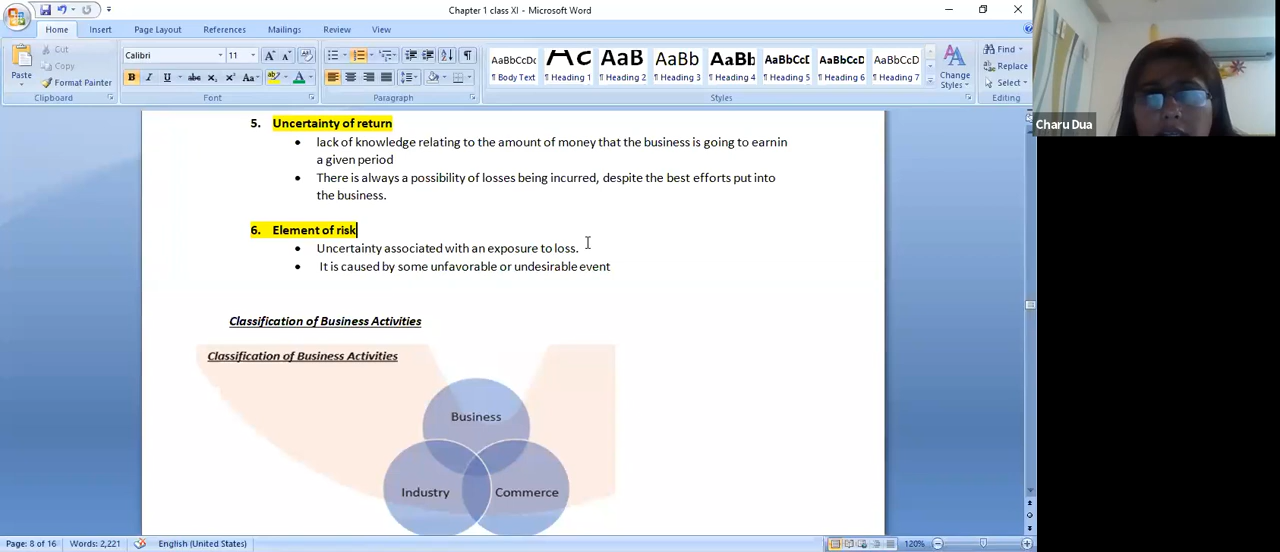 Chapter 1 class XI - Microsoft Word
Home Insert Page Layout References Mailings Review View
Cut
Copy
Format Painter
Paste
Calibri 11
AaBbCcDc AaB AaBb AaBb AaBbCcI AaBbCc AaBbCcI
¶ Body Text Heading 1 ¶ Heading 2 ¶ Heading 3 ¶ Heading 4 ¶ Heading 5 ¶ Heading 6 ¶ Heading 7
Change
Styles
Find
Replace
Select
Clipboard Font Paragraph Styles Editing
Charu Dua
5. Uncertainty of return
• lack of knowledge relating to the amount of money that the business is going to earnin
a given period
• There is always a possibility of losses being incurred, despite the best efforts put into
the business.
6. Element of risk
• Uncertainty associated with an exposure to loss.
• It is caused by some unfavorable or undesirable event
Classification of Business Activities
Classification of Business Activities
Business
Industry Commerce
Page: 8 of 16 Words: 2,221 English (United States) 120%